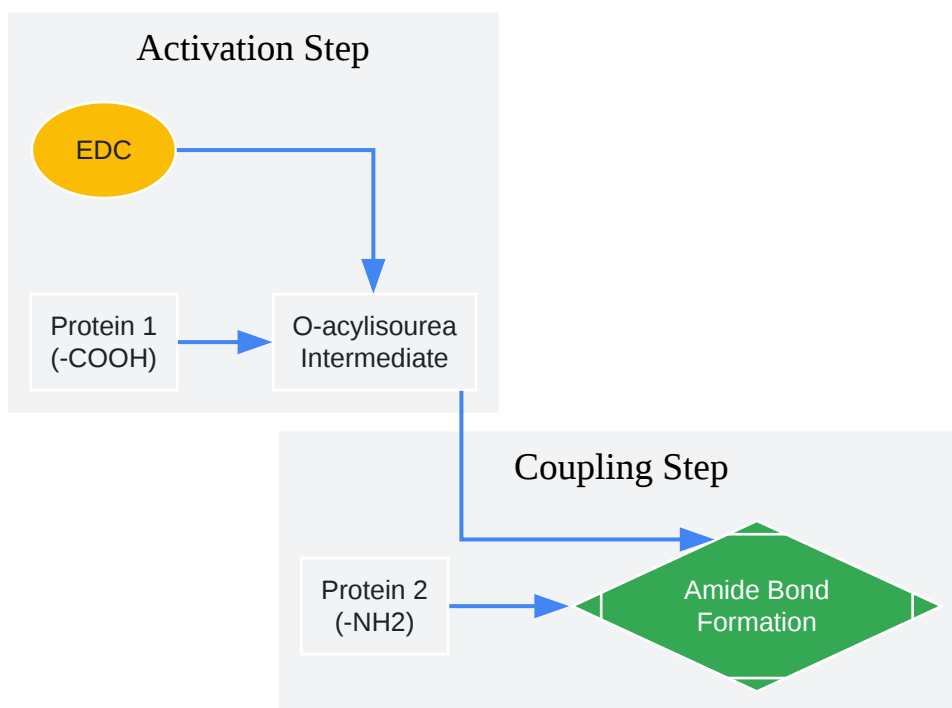 Activation Step
EDC
Protein 1
(-COOH)
O-acylisourea
Intermediate
Coupling Step
Protein 2
(-NH2)
Amide Bond
Formation